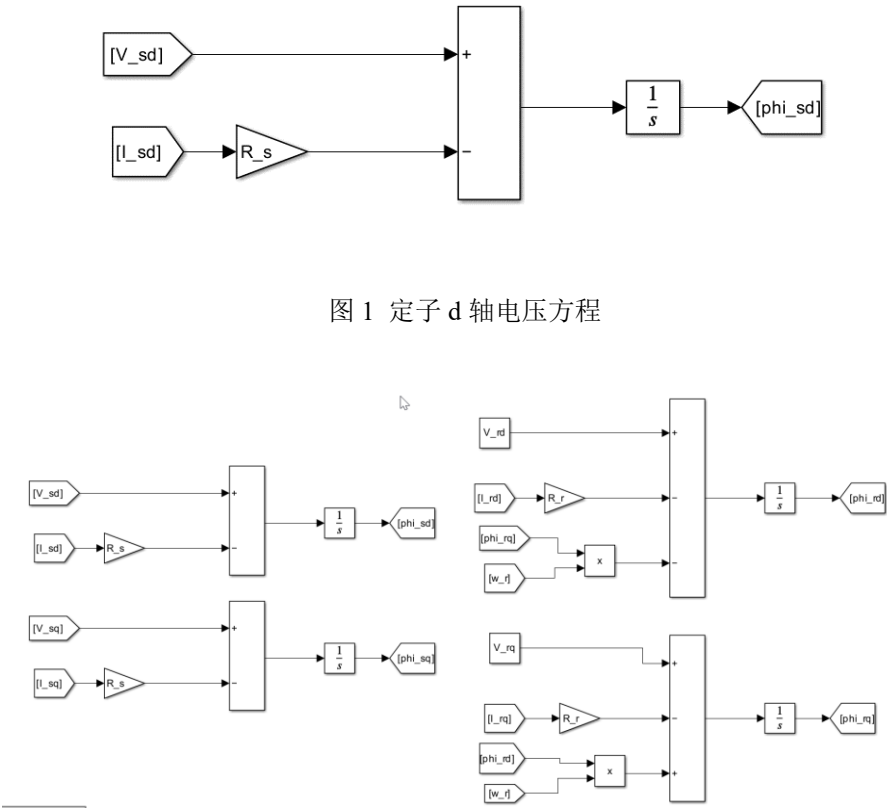 [V_sd]
+
1
s
[phi_sd]
[I_sd]
R_s
−
图 1 定子 d 轴电压方程
[V_sd]
+
1
s
[phi_sd]
[I_sd]
R_s
−
[V_sq]
+
1
s
[phi_sq]
[I_sq]
R_s
−
V_rd
+
[I_rd]
R_r
−
1
s
[phi_rd]
[phi_rq]
x
−
[w_r]
V_rq
+
[I_rq]
R_r
−
1
s
[phi_rq]
[phi_rd]
x
+
[w_r]